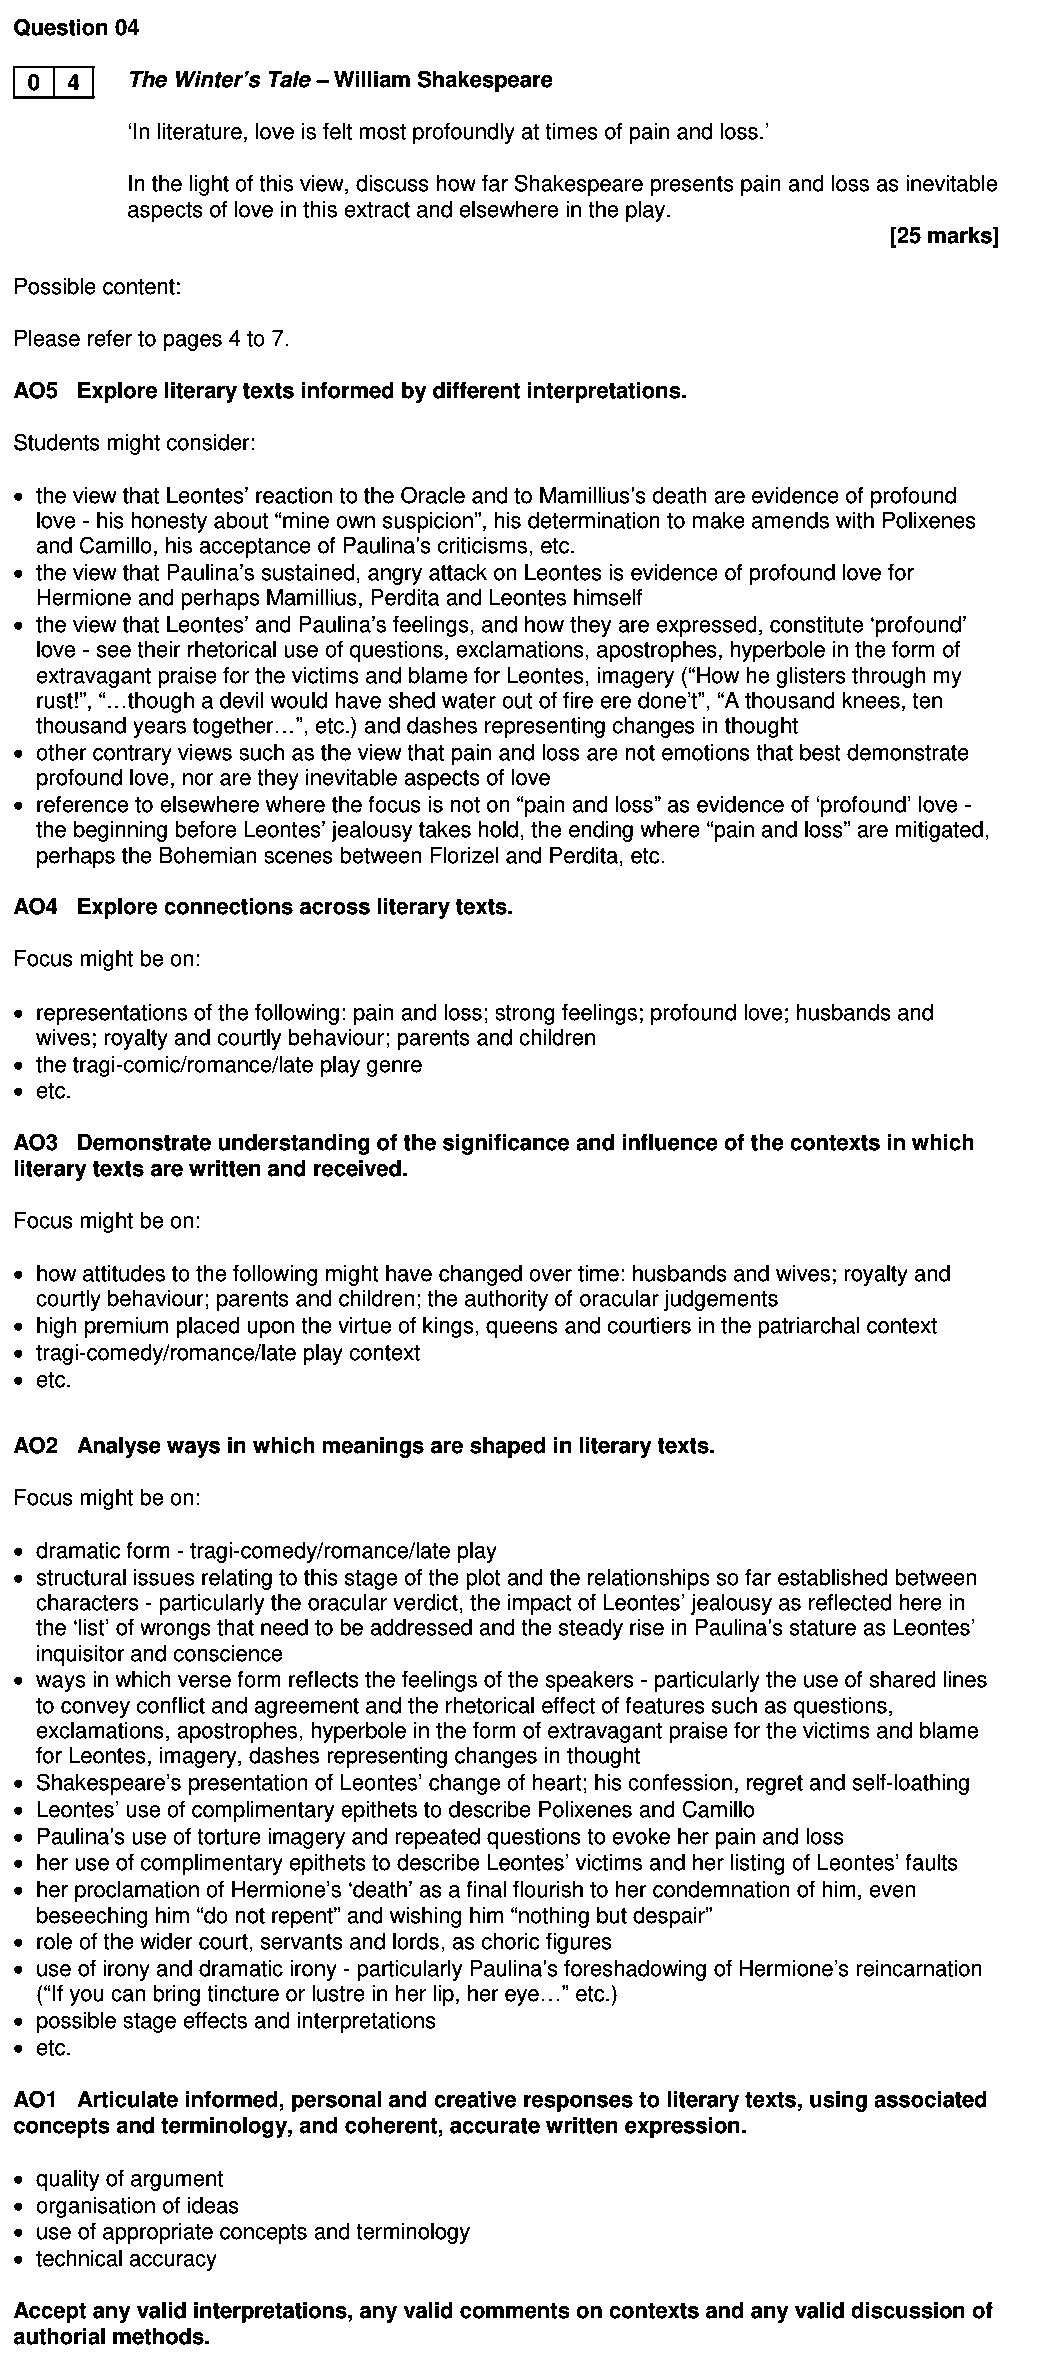 Question 04
0 4 The Winter's Tale – William Shakespeare
'In literature, love is felt most profoundly at times of pain and loss.'
In the light of this view, discuss how far Shakespeare presents pain and loss as inevitable
aspects of love in this extract and elsewhere in the play.
[25 marks]
Possible content:
Please refer to pages 4 to 7.
AO5 Explore literary texts informed by different interpretations.
Students might consider:
• the view that Leontes' reaction to the Oracle and to Mamillius's death are evidence of profound
love - his honesty about “mine own suspicion”, his determination to make amends with Polixenes
and Camillo, his acceptance of Paulina's criticisms, etc.
• the view that Paulina's sustained, angry attack on Leontes is evidence of profound love for
Hermione and perhaps Mamillius, Perdita and Leontes himself
• the view that Leontes' and Paulina's feelings, and how they are expressed, constitute 'profound'
love - see their rhetorical use of questions, exclamations, apostrophes, hyperbole in the form of
extravagant praise for the victims and blame for Leontes, imagery (“How he glisters through my
rust!”, “…though a devil would have shed water out of fire ere done't”, “A thousand knees, ten
thousand years together…”, etc.) and dashes representing changes in thought
• other contrary views such as the view that pain and loss are not emotions that best demonstrate
profound love, nor are they inevitable aspects of love
• reference to elsewhere where the focus is not on “pain and loss” as evidence of 'profound' love -
the beginning before Leontes' jealousy takes hold, the ending where “pain and loss” are mitigated,
perhaps the Bohemian scenes between Florizel and Perdita, etc.
AO4 Explore connections across literary texts.
Focus might be on:
• representations of the following: pain and loss; strong feelings; profound love; husbands and
wives; royalty and courtly behaviour; parents and children
• the tragi-comic/romance/late play genre
• etc.
AO3 Demonstrate understanding of the significance and influence of the contexts in which
literary texts are written and received.
Focus might be on:
• how attitudes to the following might have changed over time: husbands and wives; royalty and
courtly behaviour; parents and children; the authority of oracular judgements
• high premium placed upon the virtue of kings, queens and courtiers in the patriarchal context
• tragi-comedy/romance/late play context
• etc.
AO2 Analyse ways in which meanings are shaped in literary texts.
Focus might be on:
• dramatic form - tragi-comedy/romance/late play
• structural issues relating to this stage of the plot and the relationships so far established between
characters - particularly the oracular verdict, the impact of Leontes' jealousy as reflected here in
the 'list' of wrongs that need to be addressed and the steady rise in Paulina's stature as Leontes'
inquisitor and conscience
• ways in which verse form reflects the feelings of the speakers - particularly the use of shared lines
to convey conflict and agreement and the rhetorical effect of features such as questions,
exclamations, apostrophes, hyperbole in the form of extravagant praise for the victims and blame
for Leontes, imagery, dashes representing changes in thought
• Shakespeare's presentation of Leontes' change of heart; his confession, regret and self-loathing
• Leontes' use of complimentary epithets to describe Polixenes and Camillo
• Paulina's use of torture imagery and repeated questions to evoke her pain and loss
• her use of complimentary epithets to describe Leontes' victims and her listing of Leontes' faults
• her proclamation of Hermione's 'death' as a final flourish to her condemnation of him, even
beseeching him “do not repent” and wishing him “nothing but despair”
• role of the wider court, servants and lords, as choric figures
• use of irony and dramatic irony - particularly Paulina's foreshadowing of Hermione's reincarnation
(“If you can bring tincture or lustre in her lip, her eye…” etc.)
• possible stage effects and interpretations
• etc.
AO1 Articulate informed, personal and creative responses to literary texts, using associated
concepts and terminology, and coherent, accurate written expression.
• quality of argument
• organisation of ideas
• use of appropriate concepts and terminology
• technical accuracy
Accept any valid interpretations, any valid comments on contexts and any valid discussion of
authorial methods.